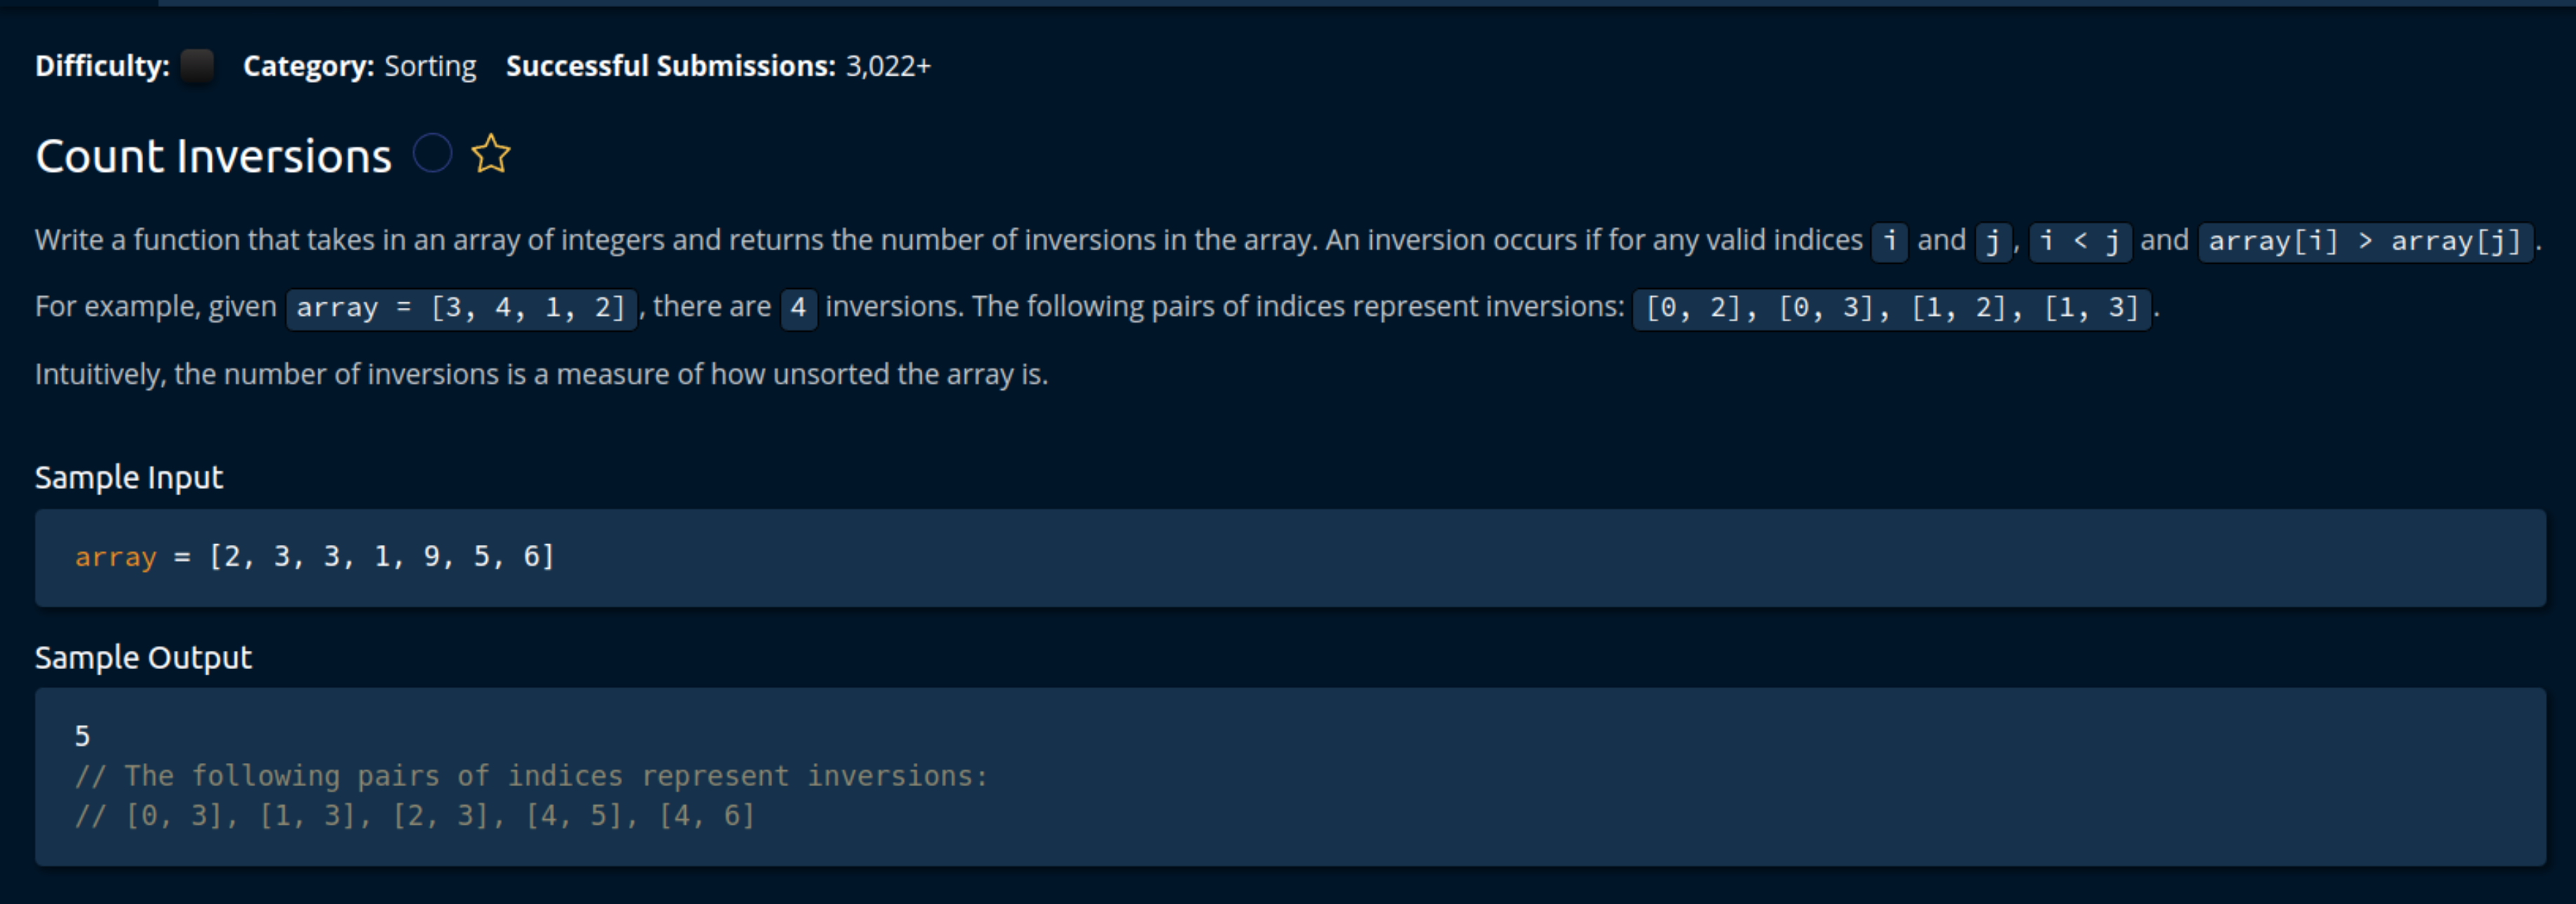 Difficulty: Category: Sorting Successful Submissions: 3,022+
Count Inversions
Write a function that takes in an array of integers and returns the number of inversions in the array. An inversion occurs if for any valid indices i and j, i < j and array[i] > array[j].
For example, given array = [3, 4, 1, 2], there are 4 inversions. The following pairs of indices represent inversions: [0, 2], [0, 3], [1, 2], [1, 3].
Intuitively, the number of inversions is a measure of how unsorted the array is.
Sample Input
array = [2, 3, 3, 1, 9, 5, 6]
Sample Output
5
// The following pairs of indices represent inversions:
// [0, 3], [1, 3], [2, 3], [4, 5], [4, 6]